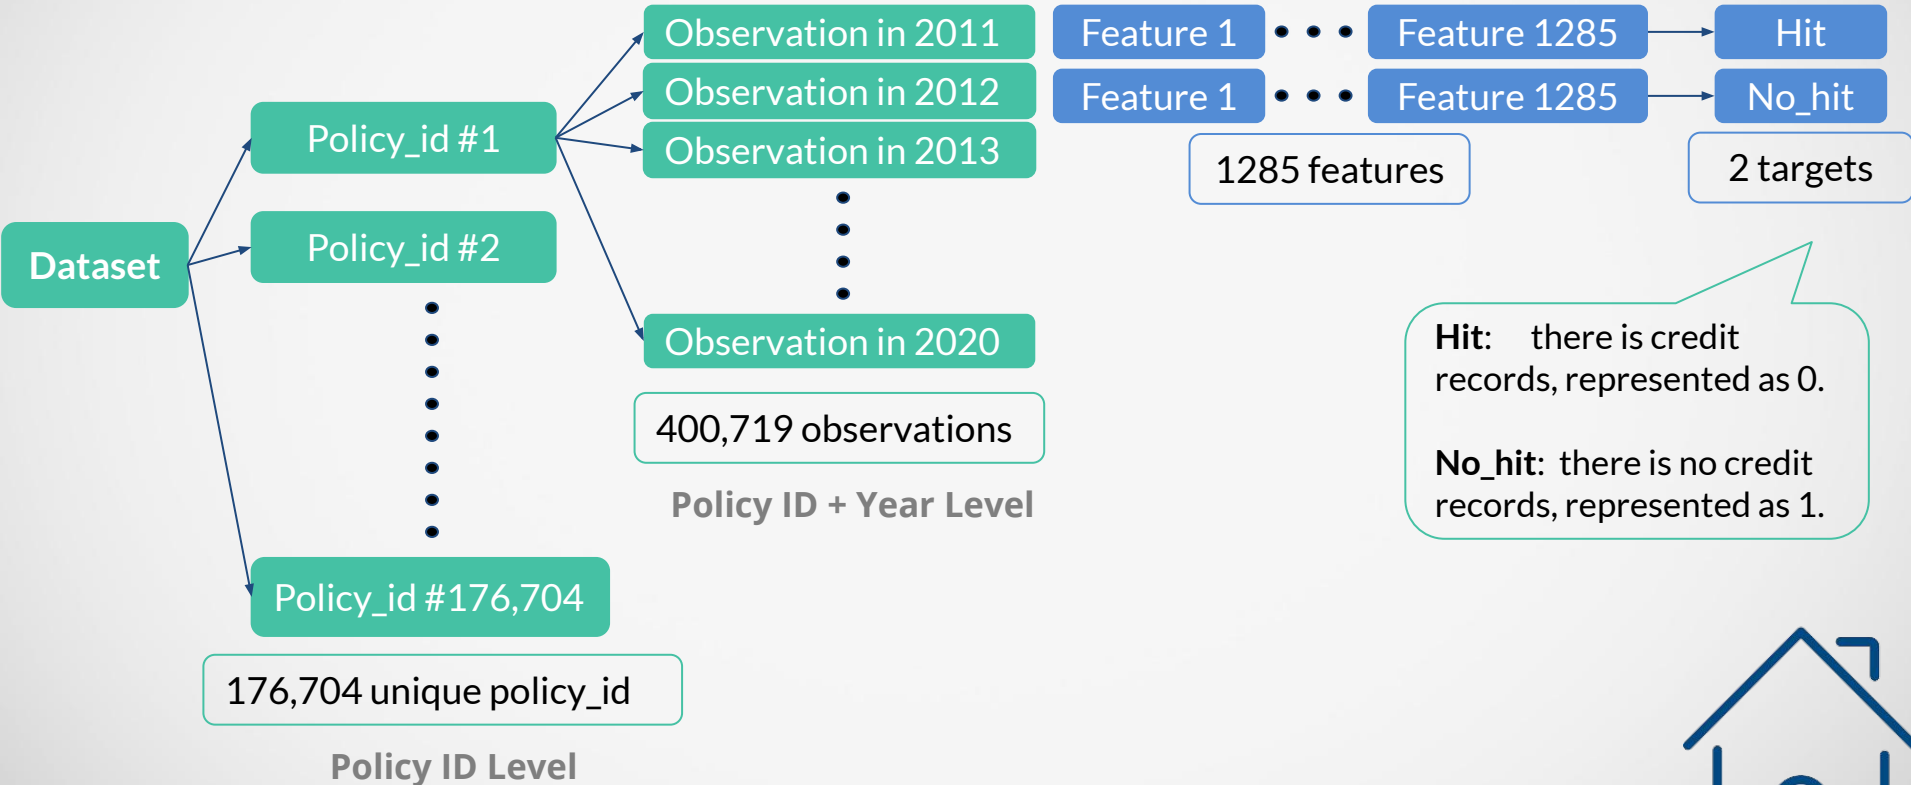 Observation in 2011
Feature 1
Feature 1285
Hit
Observation in 2012
Feature 1
Feature 1285
No_hit
Policy_id #1
Observation in 2013
1285 features
2 targets
Dataset
Policy_id #2
Observation in 2020
Hit: there is credit
records, represented as 0.
No_hit: there is no credit
records, represented as 1.
400,719 observations
Policy ID + Year Level
Policy_id #176,704
176,704 unique policy_id
Policy ID Level